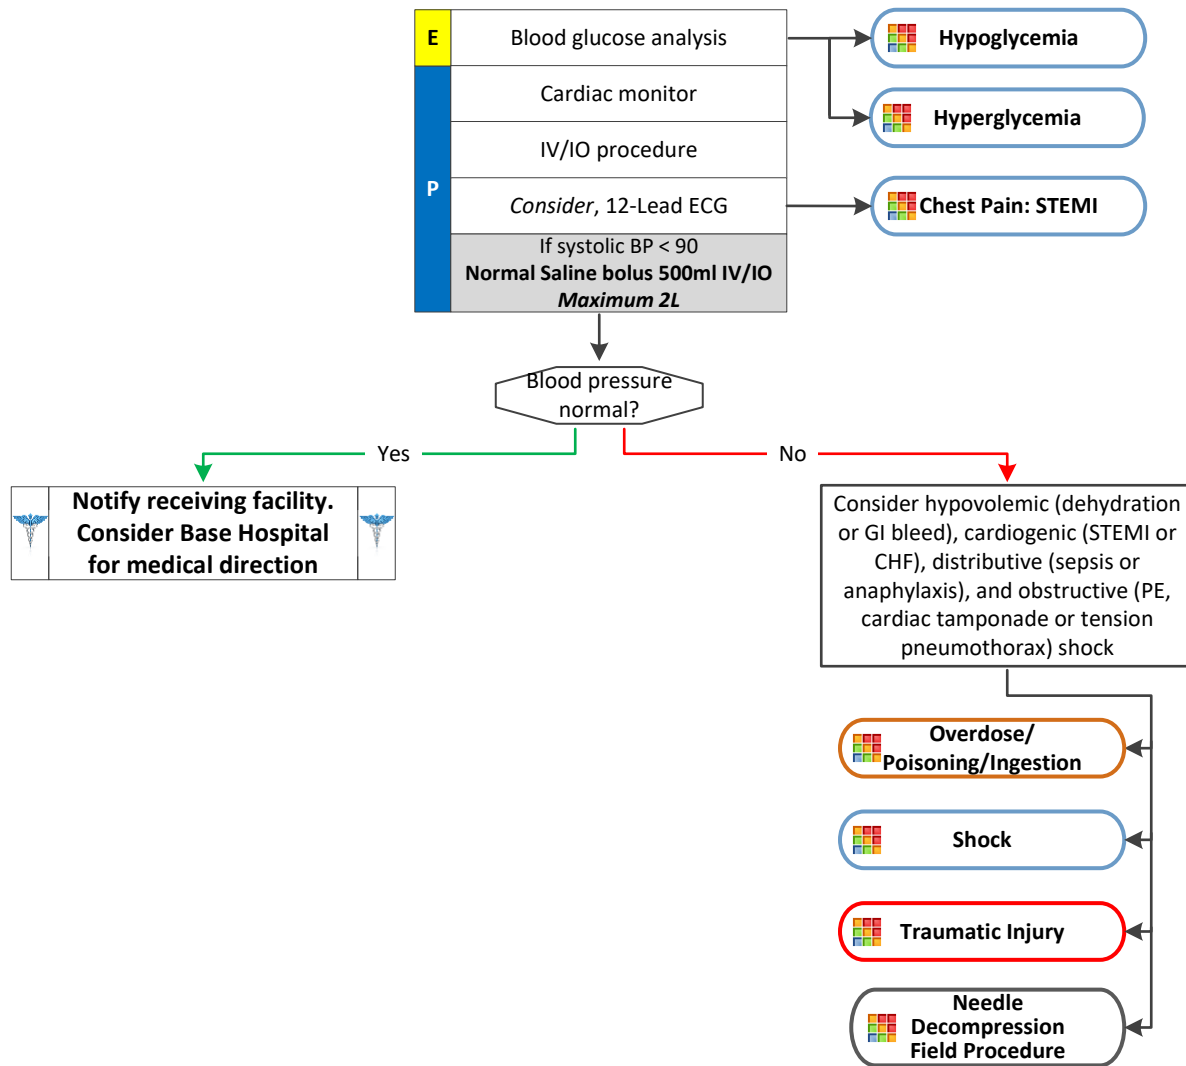 E
Blood glucose analysis
Hypoglycemia
Hyperglycemia
P
Cardiac monitor
IV/IO procedure
Consider, 12-Lead ECG
Chest Pain: STEMI
If systolic BP < 90
Normal Saline bolus 500ml IV/IO
Maximum 2L
Blood pressure
normal?
Yes
No
Notify receiving facility.
Consider Base Hospital
for medical direction
Consider hypovolemic (dehydration
or GI bleed), cardiogenic (STEMI or
CHF), distributive (sepsis or
anaphylaxis), and obstructive (PE,
cardiac tamponade or tension
pneumothorax) shock
Overdose/
Poisoning/Ingestion
Shock
Traumatic Injury
Needle
Decompression
Field Procedure